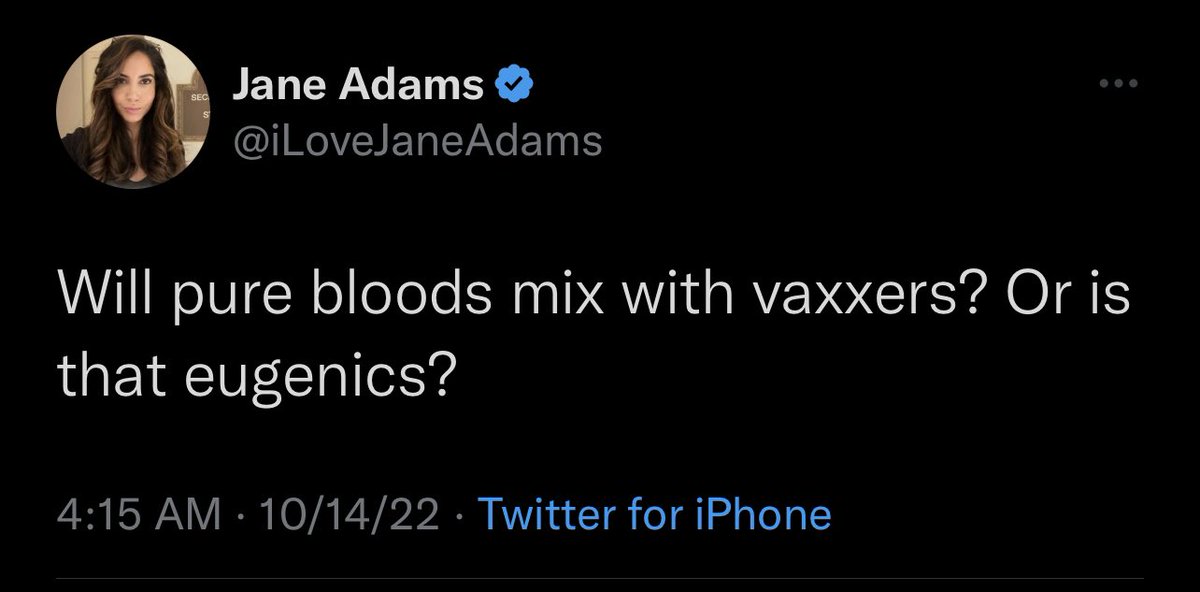 Jane Adams
@iLoveJaneAdams
SEC
S
Will pure bloods mix with vaxxers? Or is
that eugenics?
4:15 AM · 10/14/22 · Twitter for iPhone